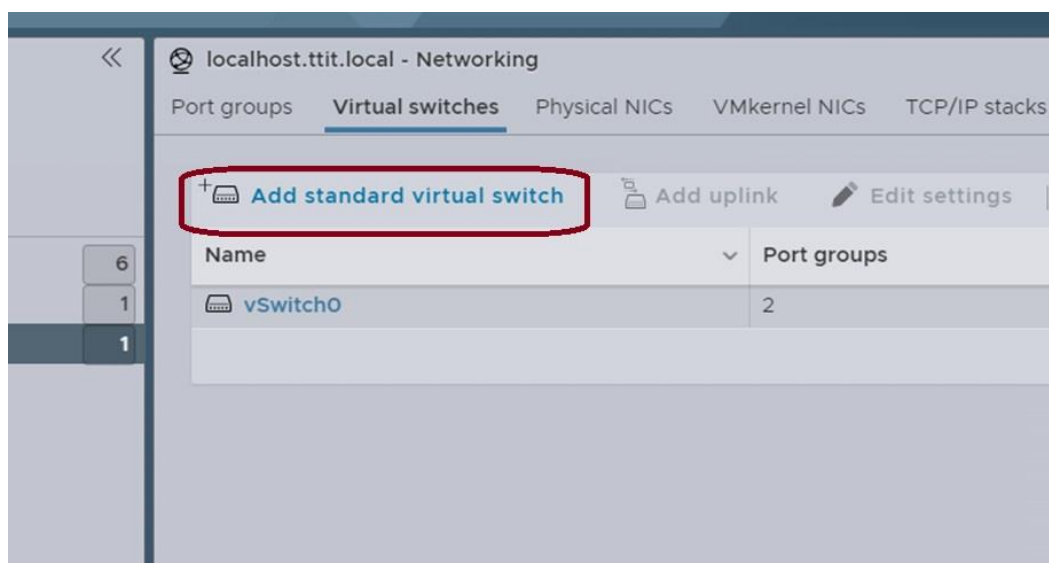 localhost.ttit.local - Networking
Port groups Virtual switches Physical NICs VMkernel NICs TCP/IP stacks
Add standard virtual switch Add uplink Edit settings
Name Port groups
vSwitch0 2
6
1
1